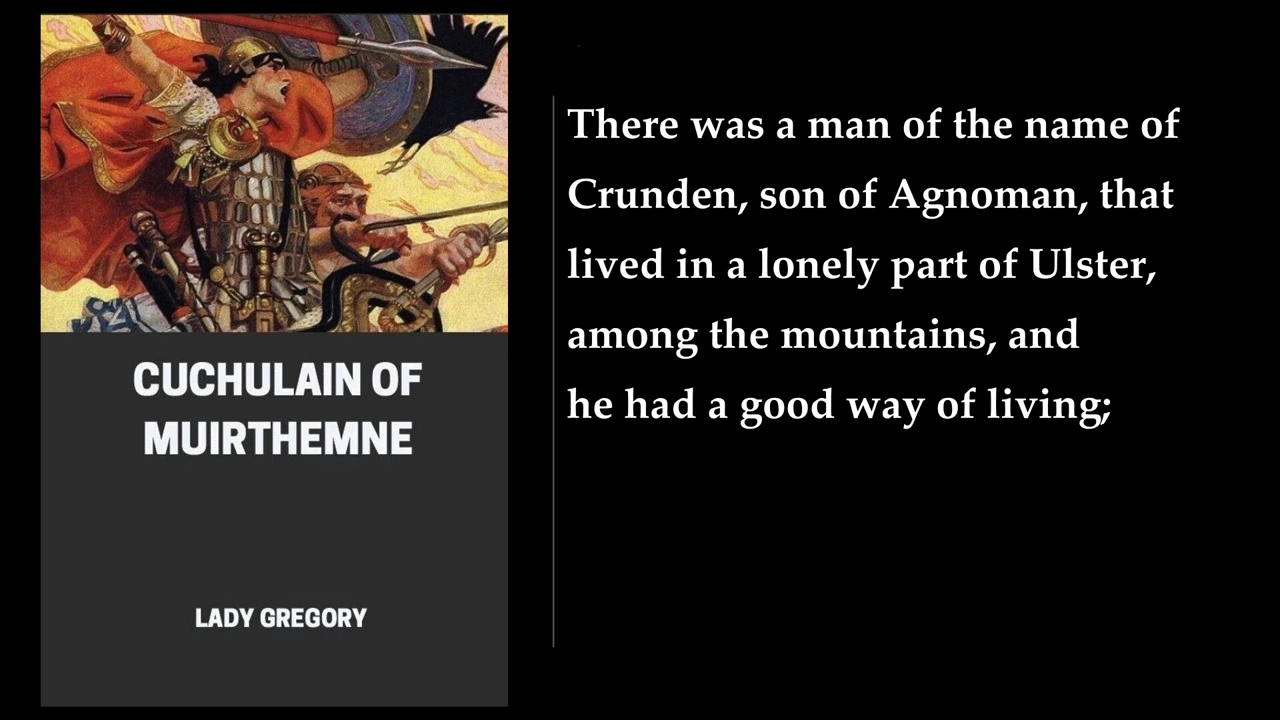 CUCHULAIN OF
MUIRTHEMNE
LADY GREGORY
There was a man of the name of
Crunden, son of Agnoman, that
lived in a lonely part of Ulster,
among the mountains, and
he had a good way of living;